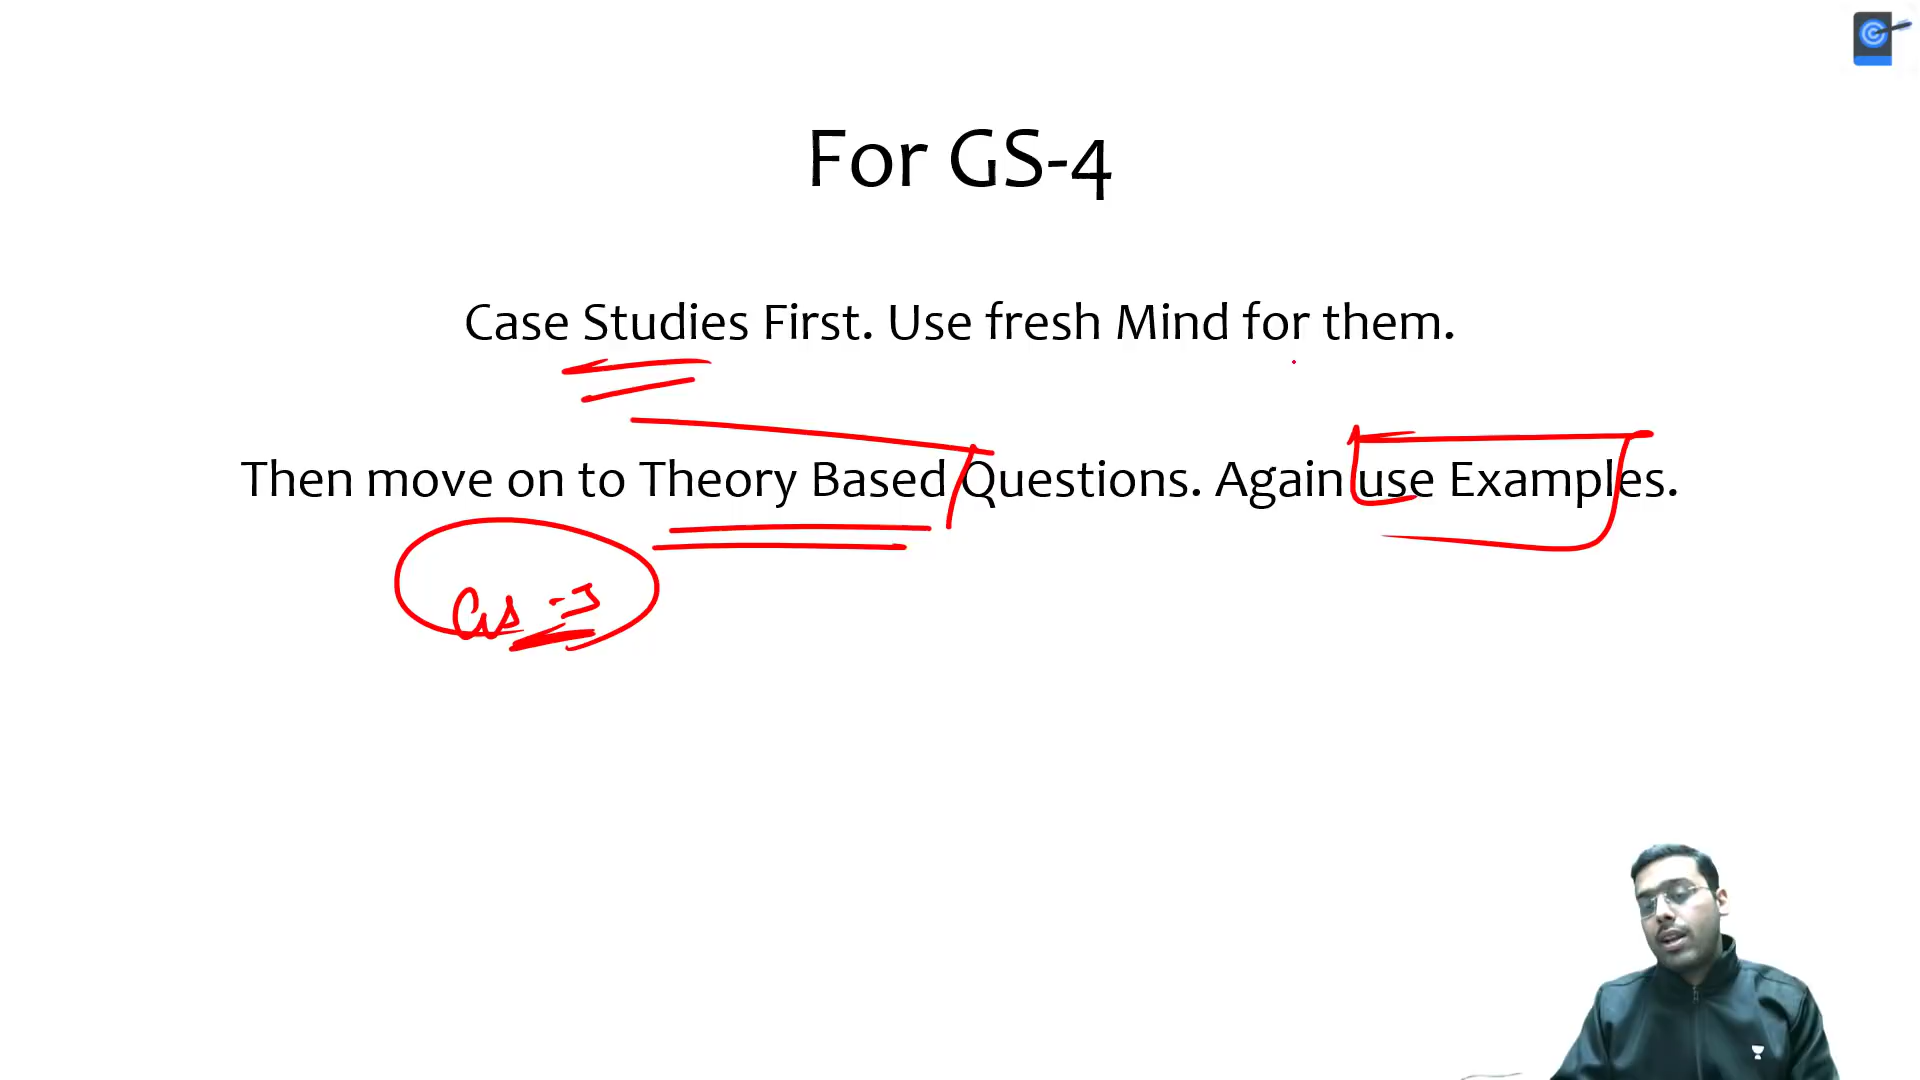 For GS-4
Case Studies First. Use fresh Mind for them.
Then move on to Theory Based Questions. Again use Examples.
GS -3